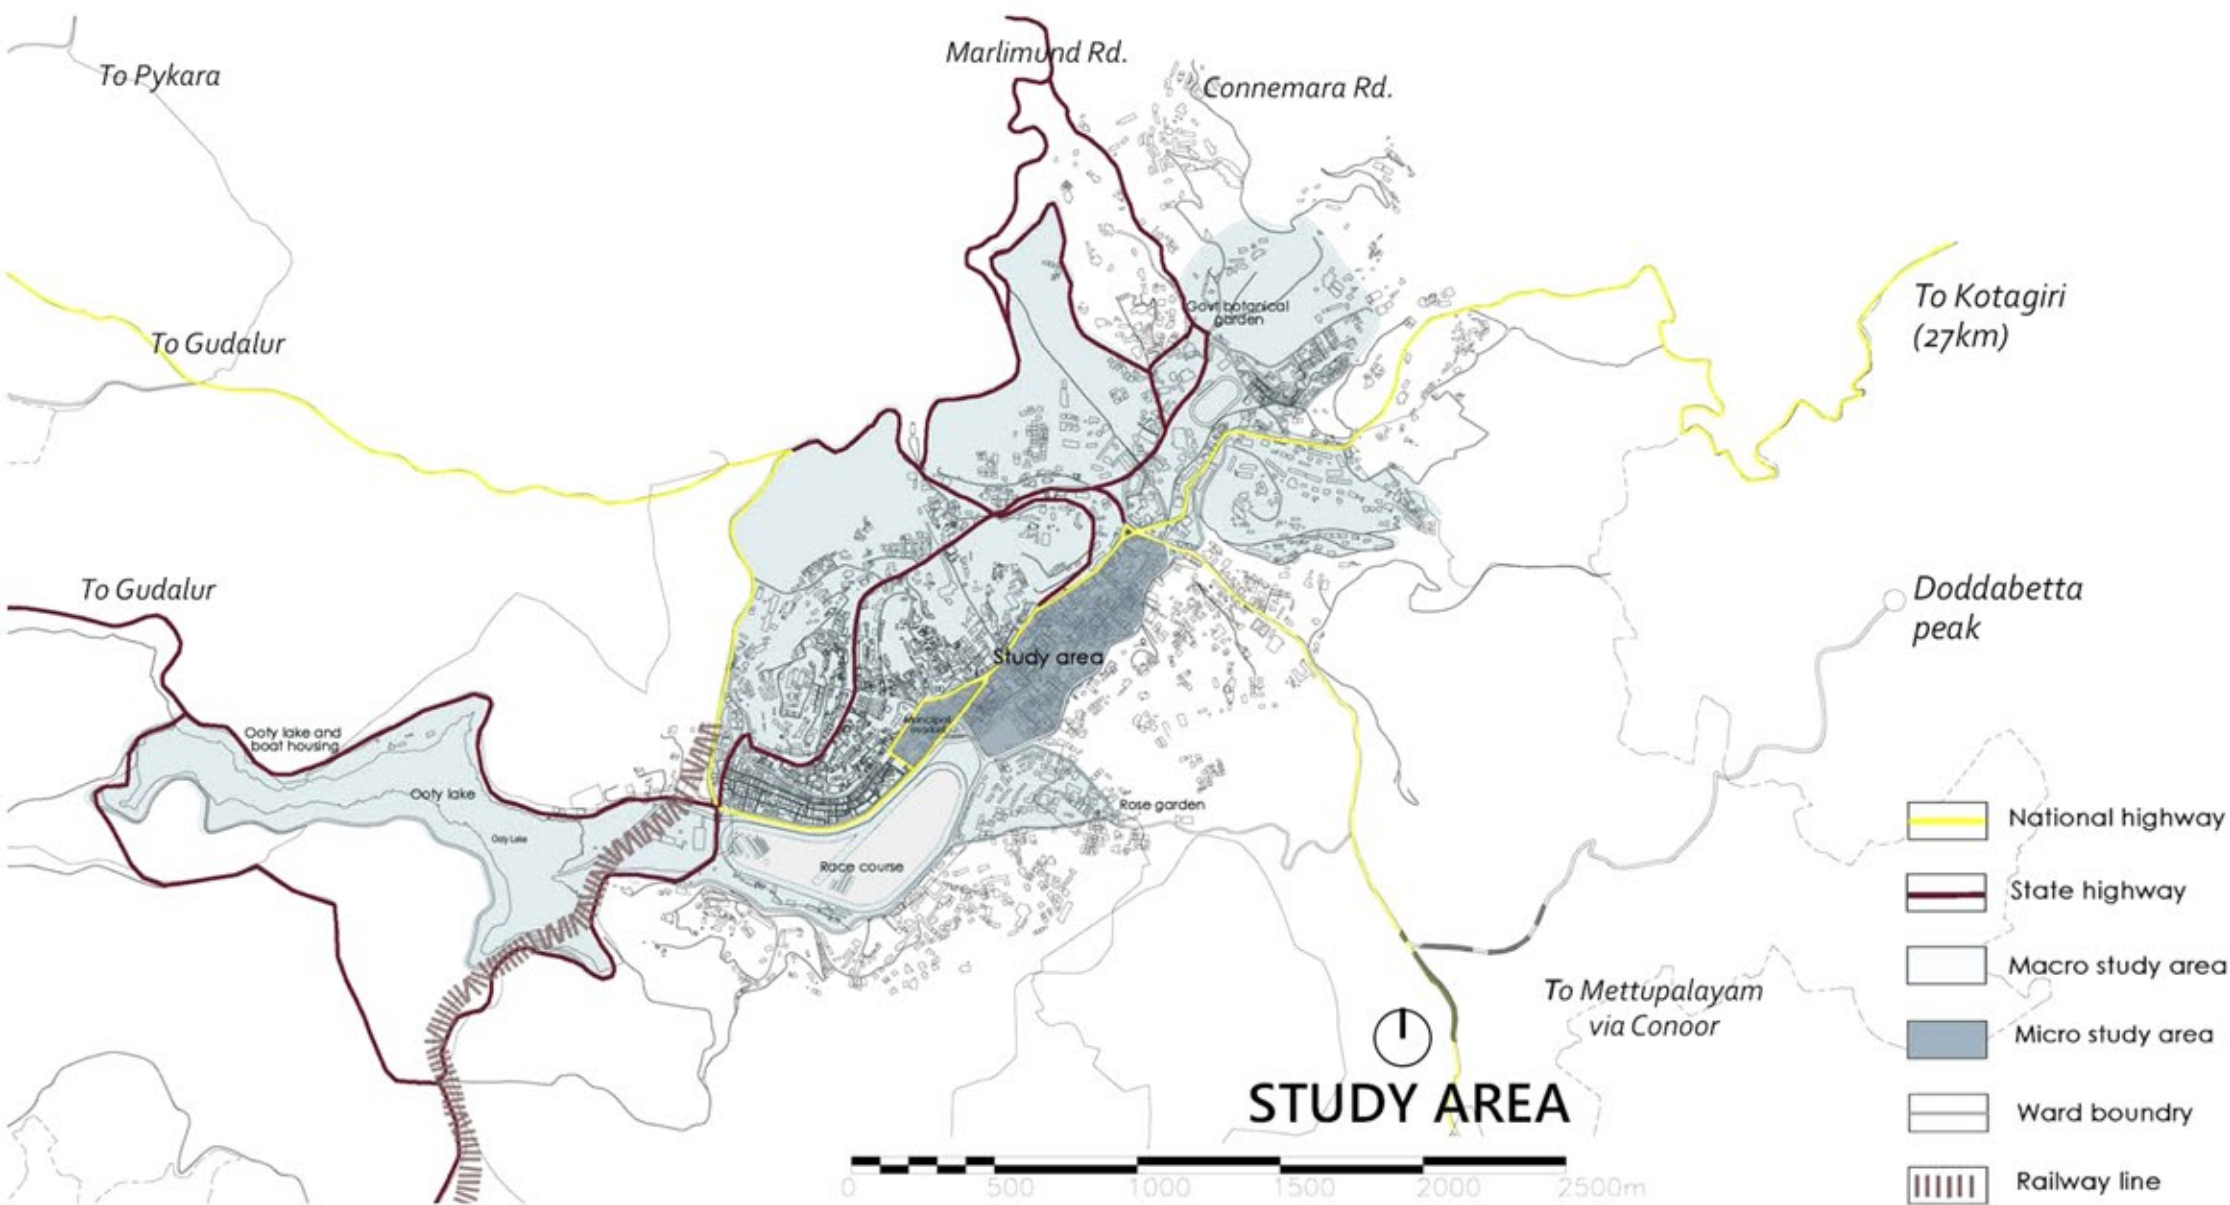 To Pykara
Marlimund Rd.
Connemara Rd.
To Gudalur
Govt botanical
garden
To Kotagiri
(27km)
To Gudalur
Doddabetta
peak
Study area
Ooty lake and
boat housing
Ooty lake
Ooty Lake
Rose garden
Race course
National highway
State highway
Macro study area
Micro study area
Ward boundry
Railway line
To Mettupalayam
via Conoor
STUDY AREA
0 500 1000 1500 2000 2500m